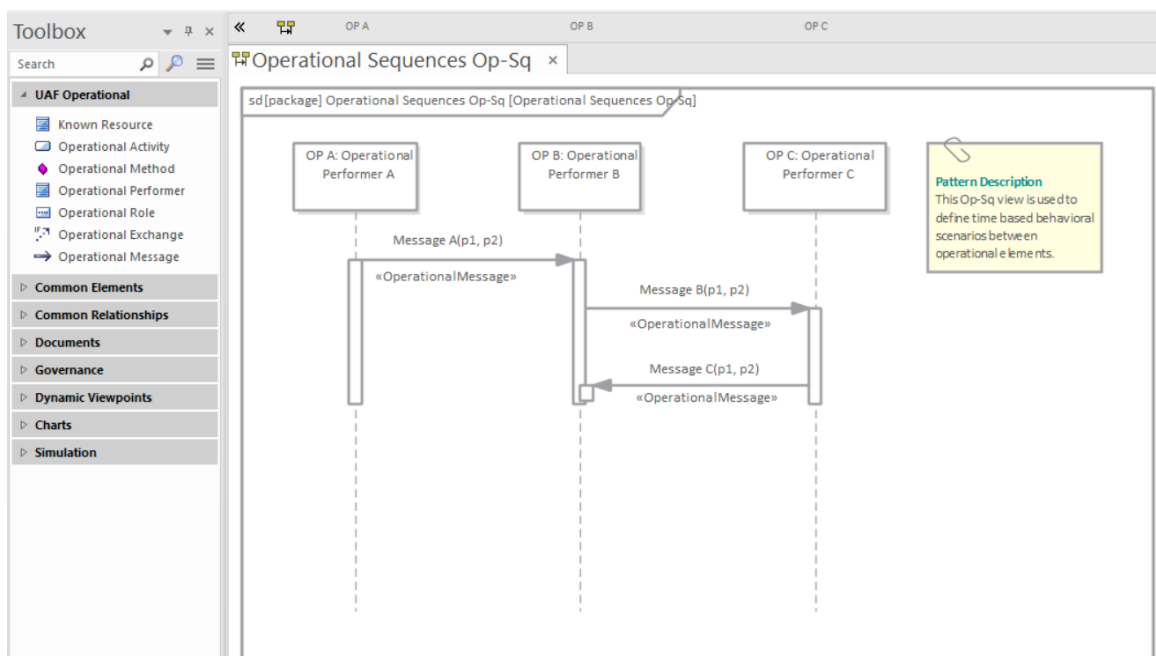 Toolbox
Search
UAF Operational
Known Resource
Operational Activity
Operational Method
Operational Performer
Operational Role
Operational Exchange
Operational Message
Common Elements
Common Relationships
Documents
Governance
Dynamic Viewpoints
Charts
Simulation
OP A OP B OP C
Operational Sequences Op-Sq
sd[package] Operational Sequences Op-Sq [Operational Sequences Op-Sq]
OP A: Operational
Performer A
OP B: Operational
Performer B
OP C: Operational
Performer C
Pattern Description
This Op-Sq view is used to
define time based behavioral
scenarios between
operational elements.
Message A(p1, p2)
«OperationalMessage»
Message B(p1, p2)
«OperationalMessage»
Message C(p1, p2)
«OperationalMessage»